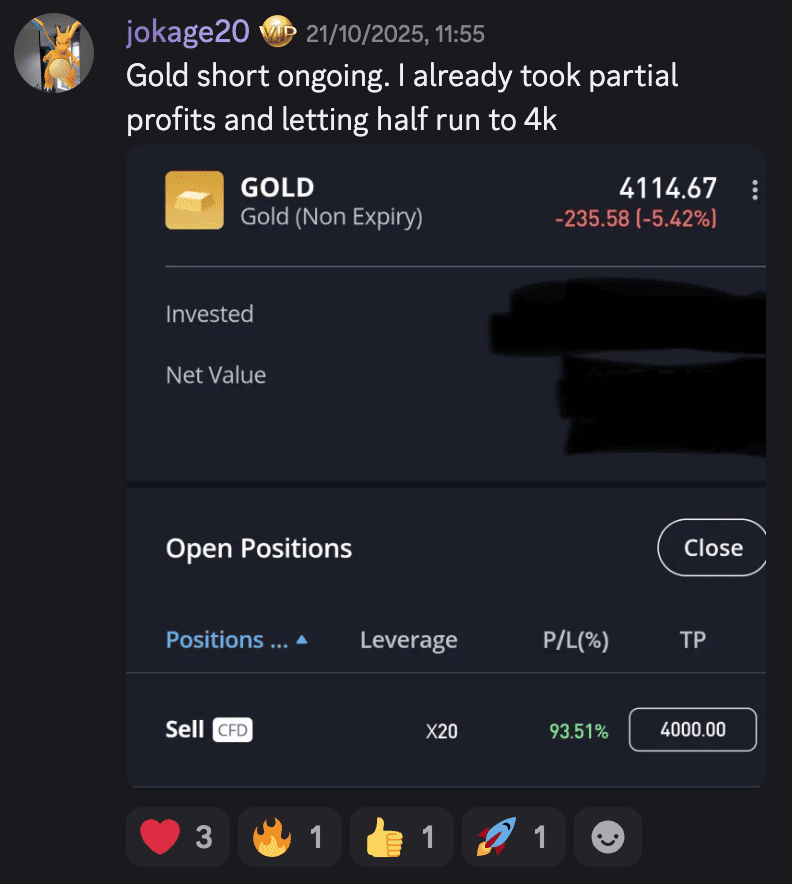 jokage20 VIP 21/10/2025, 11:55
Gold short ongoing. I already took partial
profits and letting half run to 4k
GOLD 4114.67
Gold (Non Expiry) -235.58 (-5.42%)
Invested
Net Value
Open Positions Close
Positions ... Leverage P/L(%) TP
Sell CFD X20 93.51% 4000.00
3 1 1 1